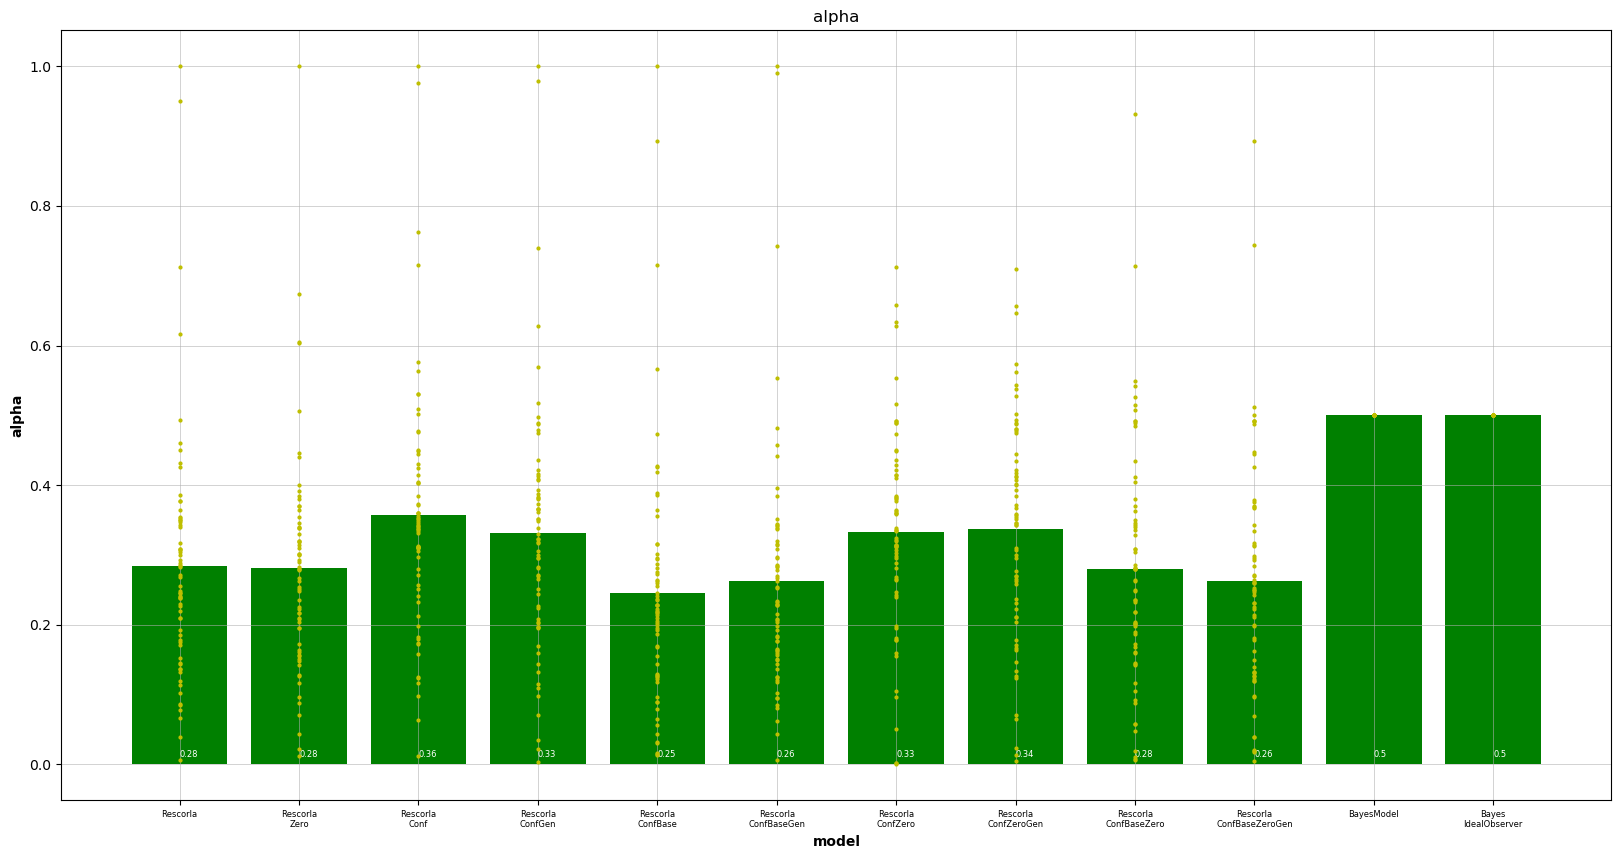 alpha
1.0
0.8
0.6
0.4
0.2
0.0
alpha
0.28
0.28
0.36
0.33
0.25
0.26
0.33
0.34
0.28
0.26
0.5
0.5
Rescorla
Rescorla
Zero
Rescorla
Conf
Rescorla
ConfGen
Rescorla
ConfBase
Rescorla
ConfBaseGen
Rescorla
ConfZero
Rescorla
ConfZeroGen
Rescorla
ConfBaseZero
Rescorla
ConfBaseZeroGen
BayesModel
Bayes
IdealObserver
model